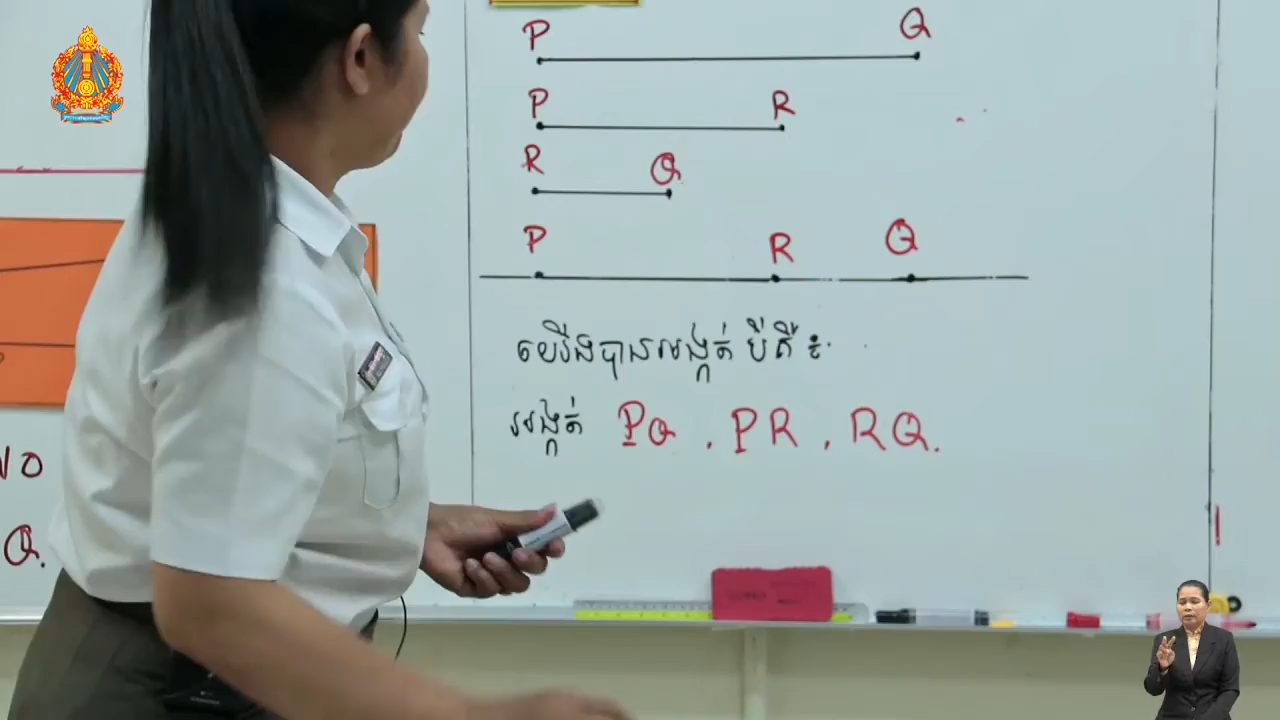 P Q
P R
R Q
P R Q
យើងបានអង្កត់ បីគឺ ៖
អង្កត់ PQ , PR , RQ.
Q.